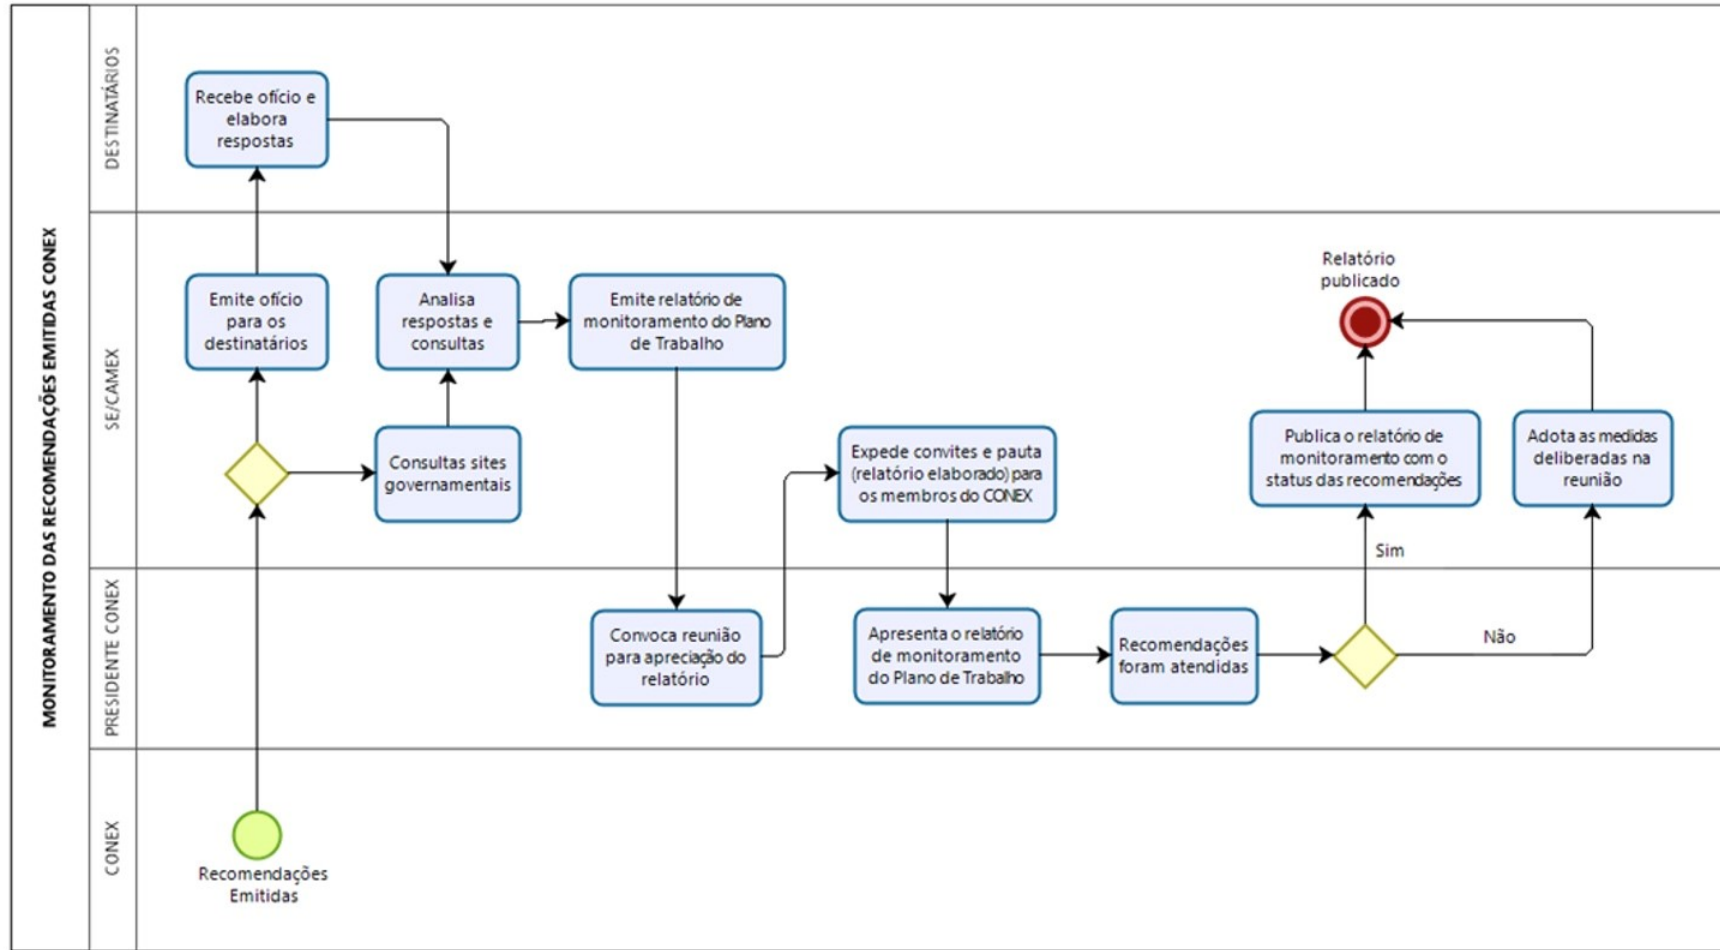 MONITORAMENTO DAS RECOMENDAÇÕES EMITIDAS CONEX
DESTINATÁRIOS
Recebe ofício e
elabora
respostas
SE/CAMEX
Emite ofício
para os
destinatários
Analisa
respostas e
consultas
Emite relatório de
monitoramento do Plano
de Trabalho
Relatório
publicado
Consultas sites
governamentais
Expede convites e pauta
(relatório elaborado) para
os membros do CONEX
Publica o relatório de
monitoramento com o
status das recomendações
Adota as medidas
deliberadas na
reunião
Sim
PRESIDENTE CONEX
Convoca reunião
para apreciação do
relatório
Apresenta o relatório
de monitoramento
do Plano de Trabalho
Recomendações
foram atendidas
Não
CONEX
Recomendações
Emitidas